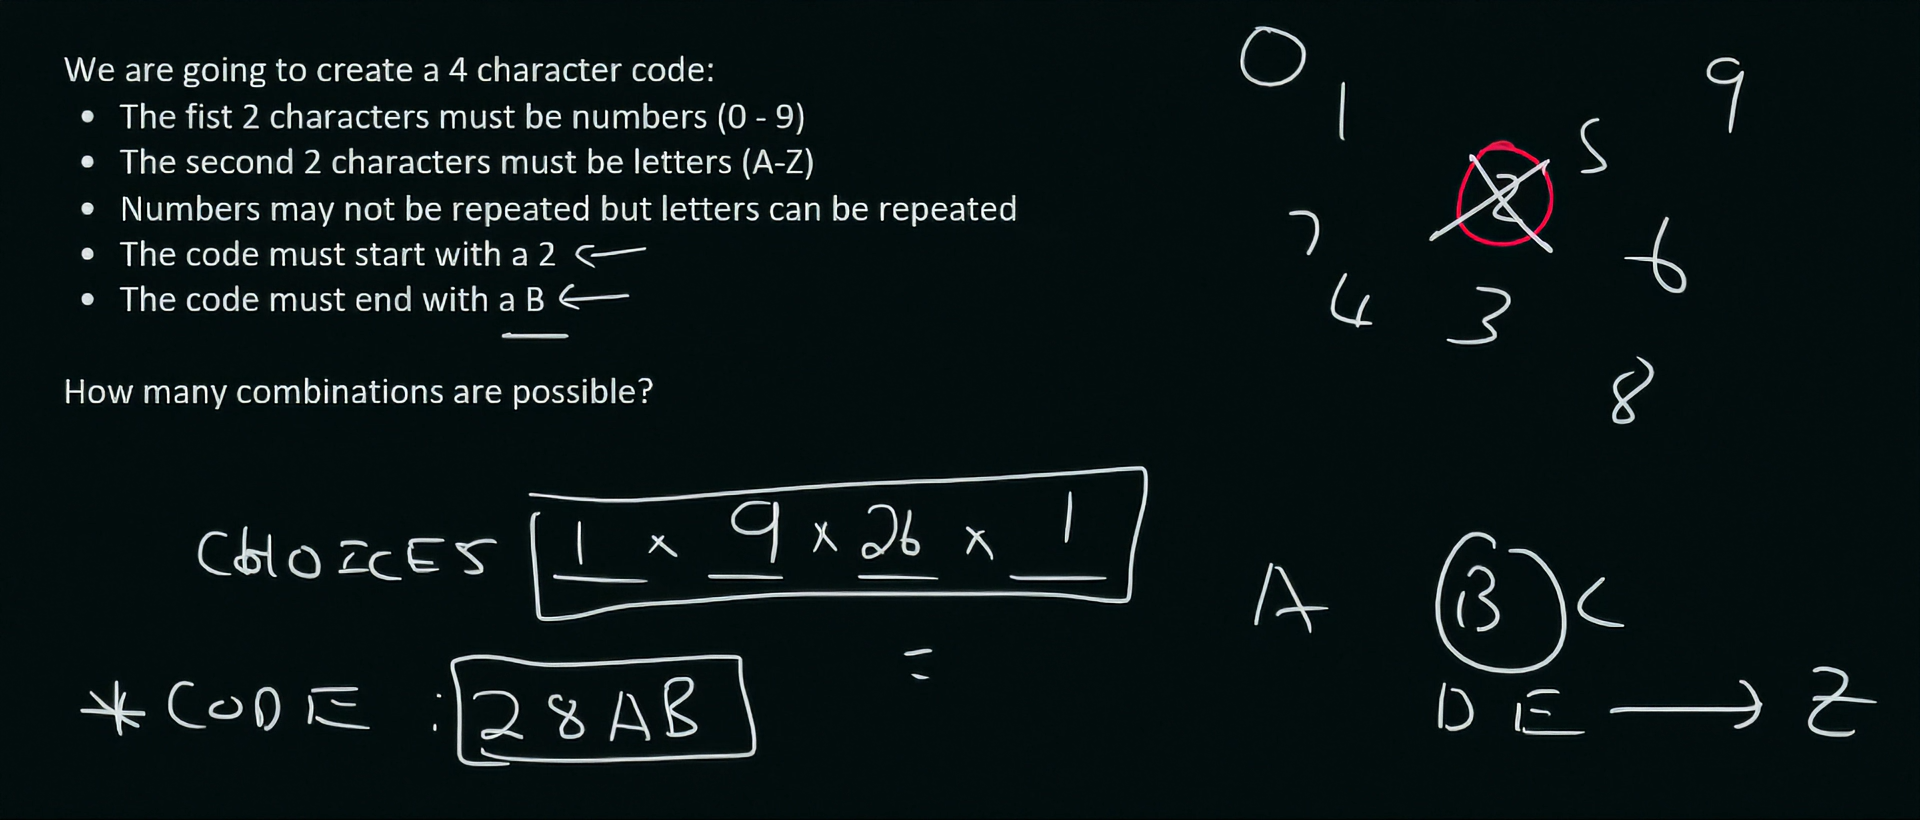 We are going to create a 4 character code:
• The fist 2 characters must be numbers (0 - 9)
• The second 2 characters must be letters (A-Z)
• Numbers may not be repeated but letters can be repeated
• The code must start with a 2 ←
• The code must end with a B ←
How many combinations are possible?
0
1
9
5
2
7
6
4
3
8
CHOICES 1 x 9 x 26 x 1
=
* CODE : 28AB
A B C
D E → Z